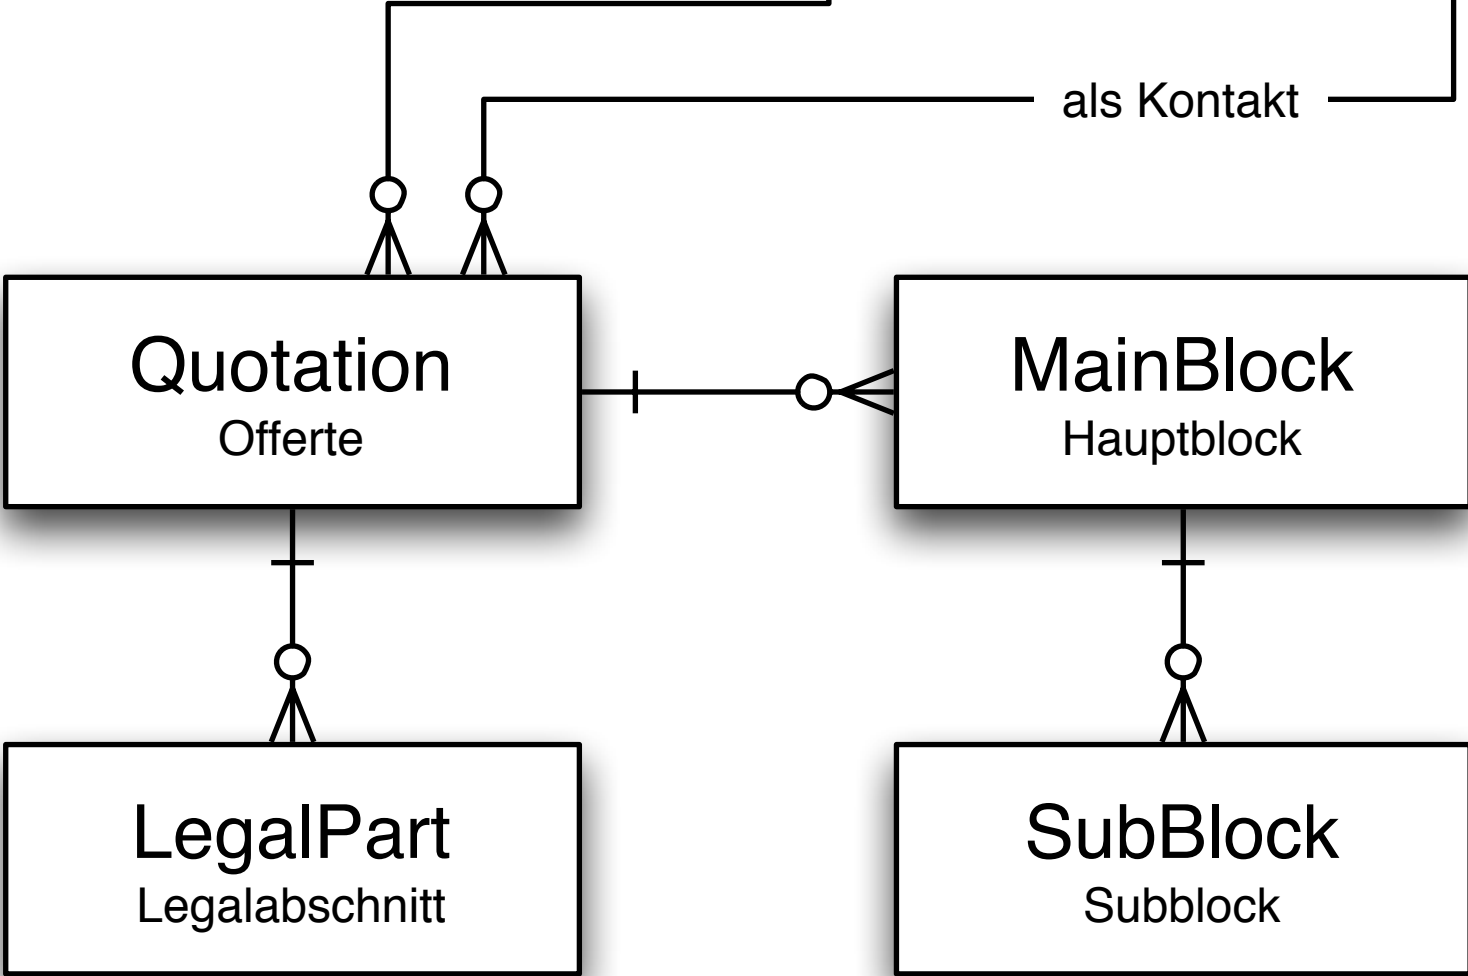 als Kontakt
Quotation
Offerte
MainBlock
Hauptblock
LegalPart
Legalabschnitt
SubBlock
Subblock